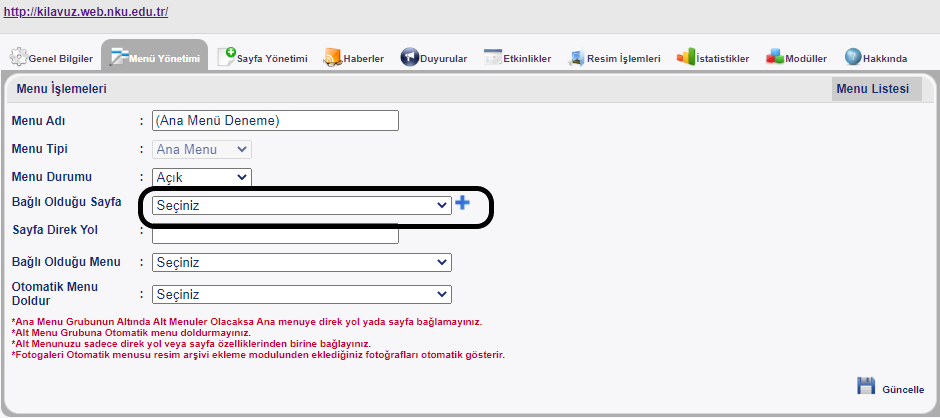 http://kilavuz.web.nku.edu.tr/
Genel Bilgiler Menü Yönetimi Sayfa Yönetimi Haberler Duyurular Etkinlikler Resim İşlemleri İstatistikler Modüller Hakkında
Menu İşlemeleri Menu Listesi
Menu Adı : (Ana Menü Deneme)
Menu Tipi : Ana Menu
Menu Durumu : Açık
Bağlı Olduğu Sayfa Seçiniz
Sayfa Direk Yol :
Bağlı Olduğu Menu : Seçiniz
Otomatik Menu
Doldur : Seçiniz
*Ana Menu Grubunun Altında Alt Menuler Olacaksa Ana menuye direk yol yada sayfa bağlamayınız.
*Alt Menu Grubuna Otomatik menu doldurmayınız.
*Alt Menunuzu sadece direk yol veya sayfa özelliklerinden birine bağlayınız.
*Fotogaleri Otomatik menusu resim arşivi ekleme modulunden eklediğiniz fotoğrafları otomatik gösterir.
Güncelle